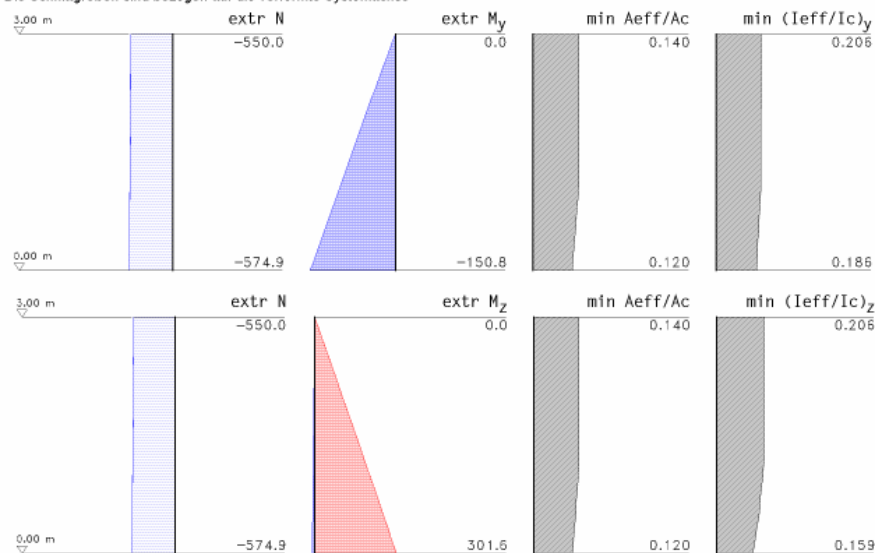 3.00 m extr N extr My min Aeff/Ac min (Ieff/Ic)y
-550.0 0.0 0.140 0.206
0.00 m -574.9 -150.8 0.120 0.186
3.00 m extr N extr Mz min Aeff/Ac min (Ieff/Ic)z
-550.0 0.0 0.140 0.206
0.00 m -574.9 301.6 0.120 0.159